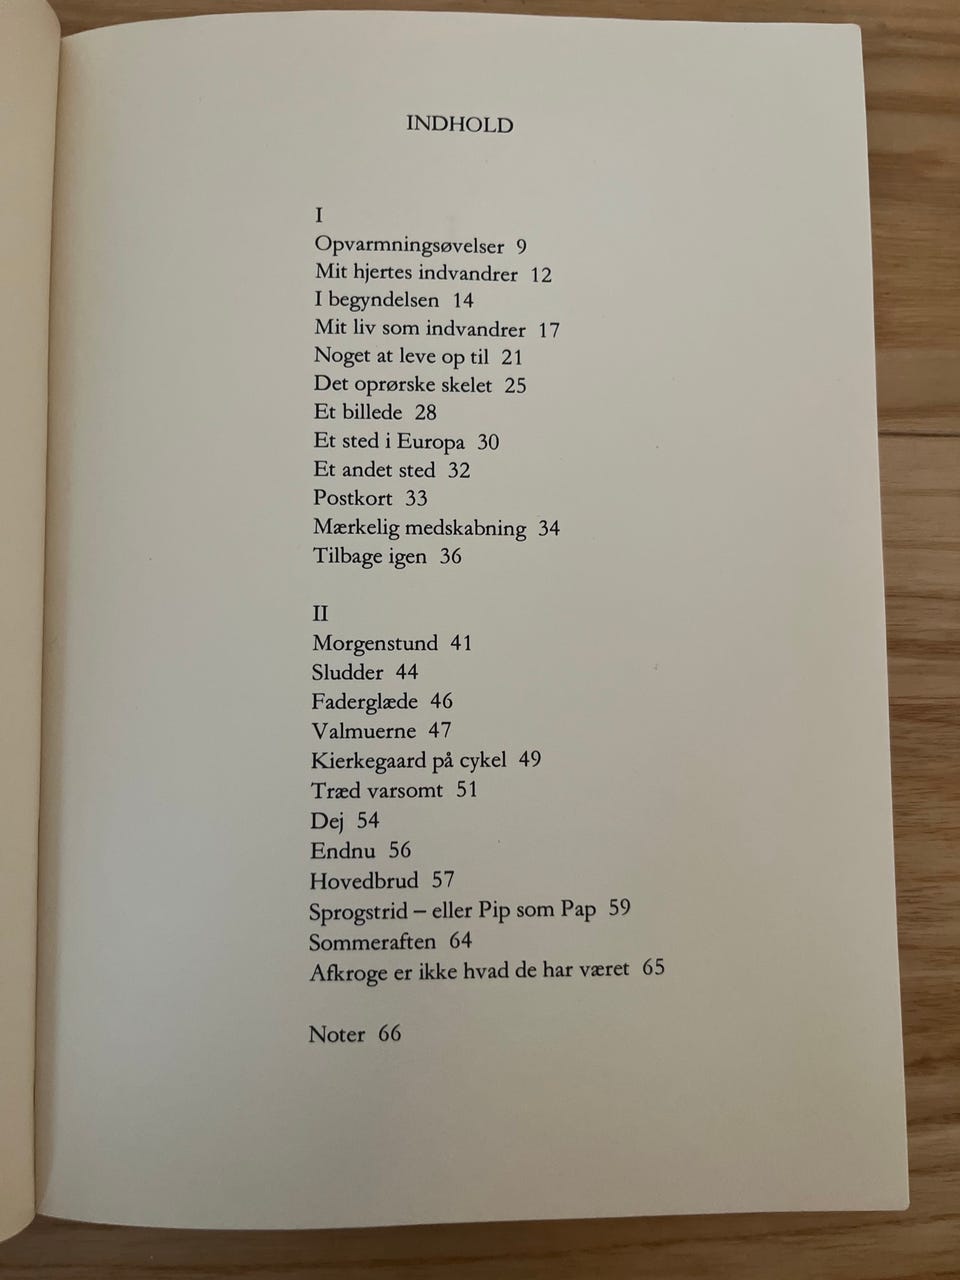 INDHOLD
I
Opvarmningsøvelser 9
Mit hjertes indvandrer 12
I begyndelsen 14
Mit liv som indvandrer 17
Noget at leve op til 21
Det oprørske skelet 25
Et billede 28
Et sted i Europa 30
Et andet sted 32
Postkort 33
Mærkelig medskabning 34
Tilbage igen 36
II
Morgenstund 41
Sludder 44
Faderglæde 46
Valmuerne 47
Kierkegaard på cykel 49
Træd varsomt 51
Dej 54
Endnu 56
Hovedbrud 57
Sprogstrid – eller Pip som Pap 59
Sommeraften 64
Afkroge er ikke hvad de har været 65
Noter 66